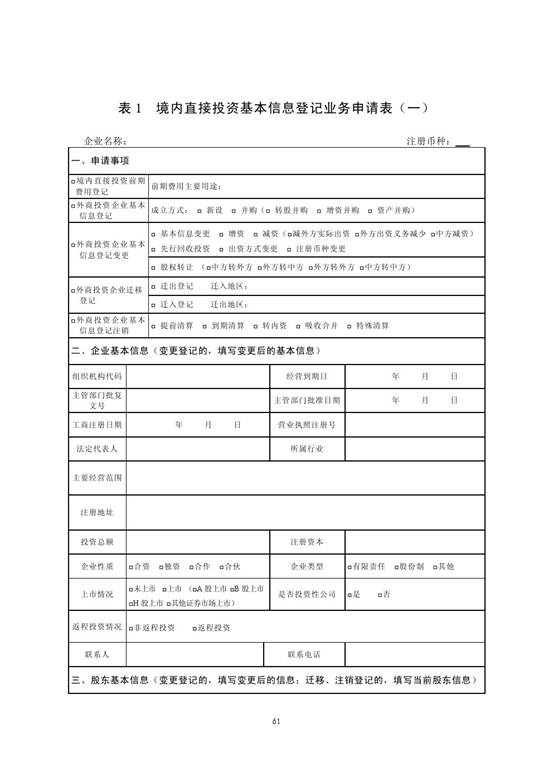 表 1　境内直接投资基本信息登记业务申请表（一）
企业名称：　　注册币种：
一、申请事项
□境内直接投资前期
费用登记
前期费用主要用途：
□外商投资企业基本
信息登记
成立方式： □ 新设 □ 并购（□ 转股并购 □ 增资并购 □ 资产并购）
□外商投资企业基本
信息登记变更
□ 基本信息变更 □ 增资 □ 减资（□减外方实际出资 □外方出资义务减少 □中方减资）
□ 先行回收投资 □ 出资方式变更 □ 注册币种变更
□ 股权转让 （□中方转外方 □外方转中方 □外方转外方 □中方转中方）
□外商投资企业迁移
登记
□ 迁出登记　　迁入地区：
□ 迁入登记　　迁出地区：
□外商投资企业基本
信息登记注销
□ 提前清算 □ 到期清算 □ 转内资 □ 吸收合并 □ 特殊清算
二、企业基本信息（变更登记的，填写变更后的基本信息）
组织机构代码　　经营到期日　　年　　月　　日
主管部门批复
文号
主管部门批准日期　　年　　月　　日
工商注册日期　　年　　月　　日　　营业执照注册号
法定代表人　　所属行业
主要经营范围
注册地址
投资总额　　注册资本
企业性质　　□合资 □独资 □合作 □合伙　　企业类型　　□有限责任 □股份制 □其他
上市情况
□未上市 □上市 （□A 股上市 □B 股上市
□H 股上市 □其他证券市场上市）
是否投资性公司　　□是　　□否
返程投资情况　　□非返程投资　　□返程投资
联系人　　联系电话
三、股东基本信息（变更登记的，填写变更后的信息；迁移、注销登记的，填写当前股东信息）
61